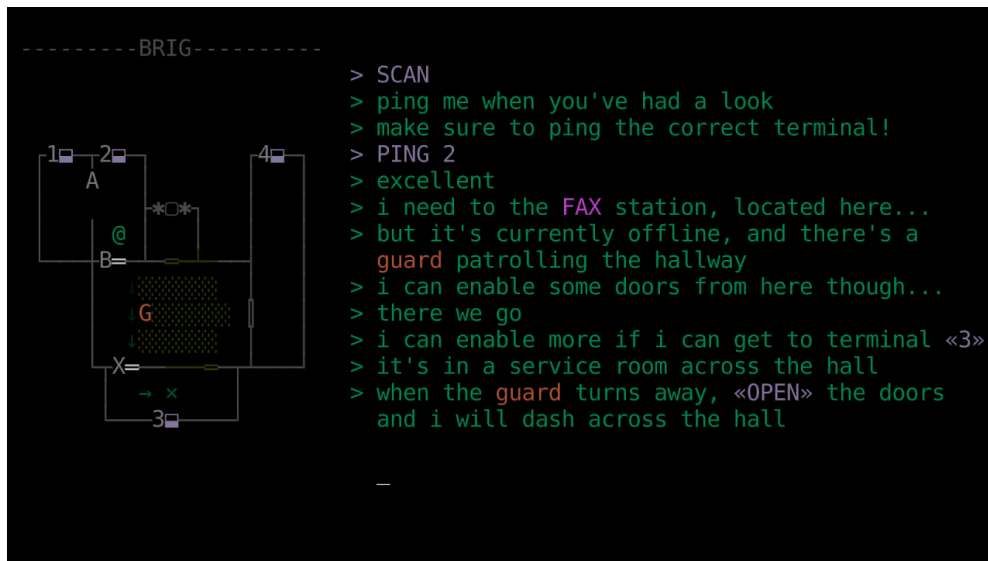 ---------BRIG----------
> SCAN
> ping me when you've had a look
> make sure to ping the correct terminal!
1 2 4
> PING 2
A
> excellent
> i need to the FAX station, located here...
@
> but it's currently offline, and there's a
B
guard patrolling the hallway
> i can enable some doors from here though...
G
> there we go
> i can enable more if i can get to terminal «3»
X
> it's in a service room across the hall
→ ×
> when the guard turns away, «OPEN» the doors
3
and i will dash across the hall
_